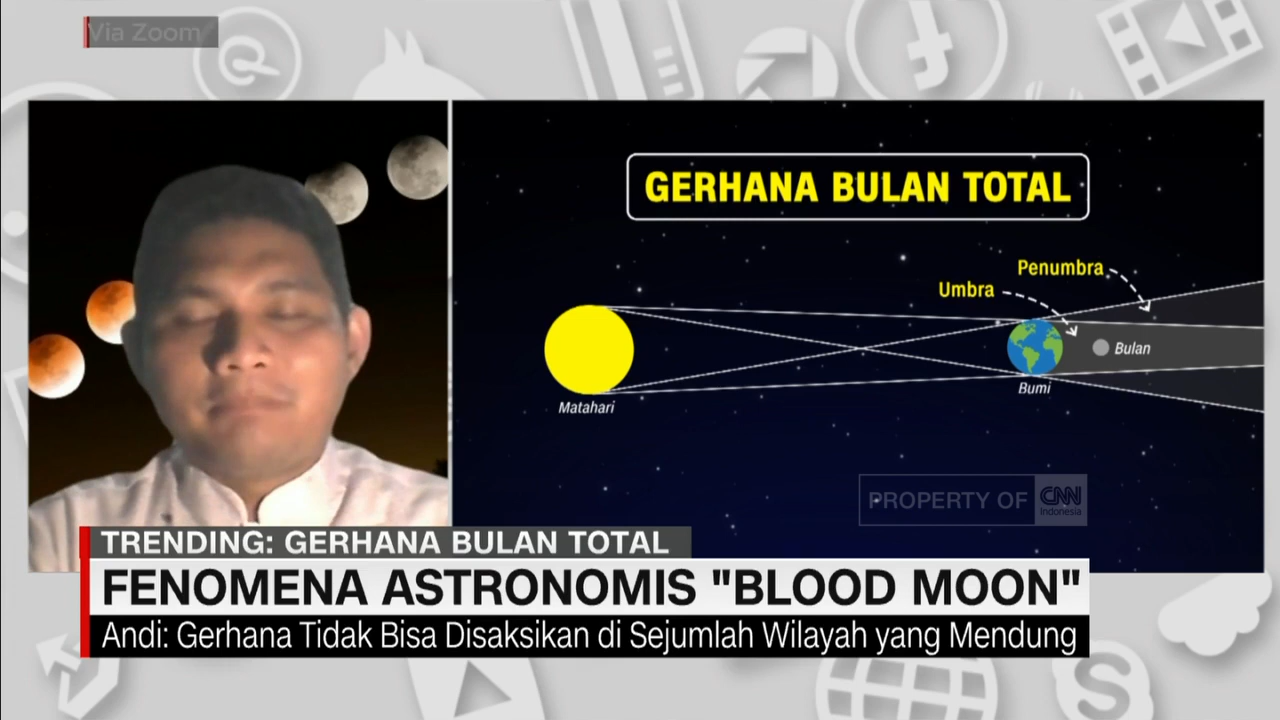 Via Zoom
GERHANA BULAN TOTAL
Penumbra
Umbra
Bulan
Bumi
Matahari
PROPERTY OF CNN Indonesia
TRENDING: GERHANA BULAN TOTAL
FENOMENA ASTRONOMIS "BLOOD MOON"
Andi: Gerhana Tidak Bisa Disaksikan di Sejumlah Wilayah yang Mendung